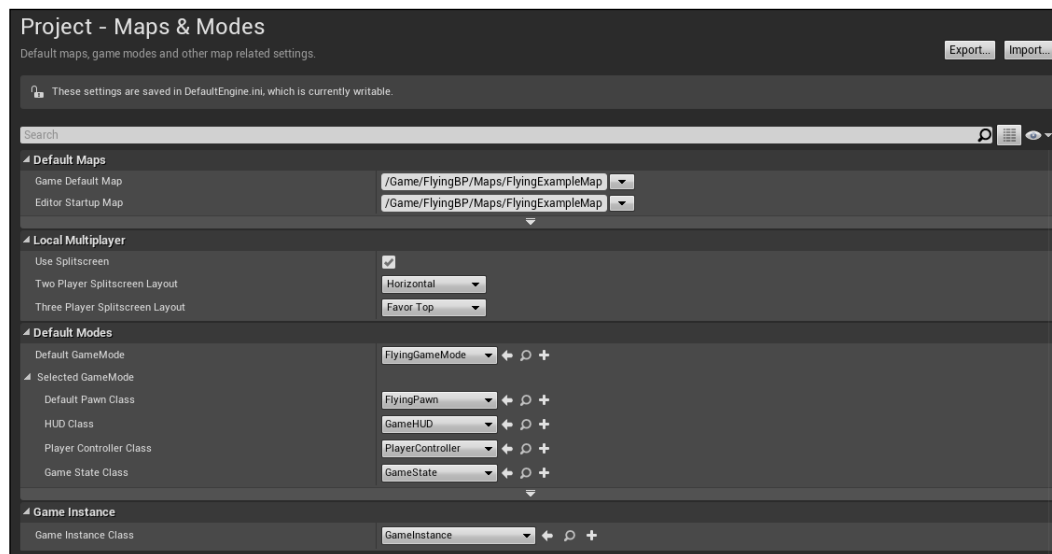 Project - Maps & Modes
Default maps, game modes and other map related settings.
Export...
Import...
These settings are saved in DefaultEngine.ini, which is currently writable.
Search
Default Maps
Game Default Map /Game/FlyingBP/Maps/FlyingExampleMap
Editor Startup Map /Game/FlyingBP/Maps/FlyingExampleMap
Local Multiplayer
Use Splitscreen
Two Player Splitscreen Layout Horizontal
Three Player Splitscreen Layout Favor Top
Default Modes
Default GameMode FlyingGameMode
Selected GameMode
Default Pawn Class FlyingPawn
HUD Class GameHUD
Player Controller Class PlayerController
Game State Class GameState
Game Instance
Game Instance Class GameInstance